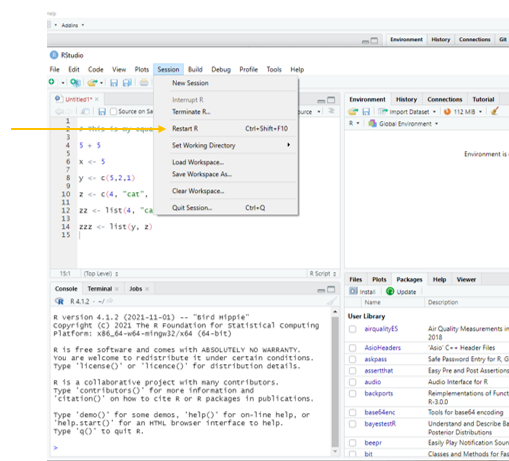 Addins
Environment History Connections Git
RStudio
File Edit Code View Plots Session Build Debug Profile Tools Help
Addins
Untitled1*
Source on Sa
1
2 # This is my equa
3
4 5 + 5
5
6 x <- 5
7
8 y <- c(5,2,1)
9
10 z <- c(4, "cat",
11
12 zz <- list(4, "ca
13
14 zzz <- list(y, z)
15
New Session
Interrupt R
Terminate R...
Restart R Ctrl+Shift+F10
Set Working Directory
Load Workspace...
Save Workspace As...
Clear Workspace...
Quit Session... Ctrl+Q
15:1 (Top Level) R Script
Environment History Connections Tutorial
Import Dataset 112 MiB
R Global Environment
Environment is
Console Terminal Jobs
R 4.1.2 · ~/
R version 4.1.2 (2021-11-01) -- "Bird Hippie"
Copyright (C) 2021 The R Foundation for Statistical Computing
Platform: x86_64-w64-mingw32/x64 (64-bit)
R is free software and comes with ABSOLUTELY NO WARRANTY.
You are welcome to redistribute it under certain conditions.
Type 'license()' or 'licence()' for distribution details.
R is a collaborative project with many contributors.
Type 'contributors()' for more information and
'citation()' on how to cite R or R packages in publications.
Type 'demo()' for some demos, 'help()' for on-line help, or
'help.start()' for an HTML browser interface to help.
Type 'q()' to quit R.
>
Files Plots Packages Help Viewer
Install Update
Name Description
User Library
airqualityES Air Quality Measurements in
2018
AsioHeaders 'Asio' C++ Header Files
askpass Safe Password Entry for R, G
assertthat Easy Pre and Post Assertions
audio Audio Interface for R
backports Reimplementations of Funct
R-3.0.0
base64enc Tools for base64 encoding
bayestestR Understand and Describe Ba
Posterior Distributions
beepr Easily Play Notification Soun
bit Classes and Methods for Fas